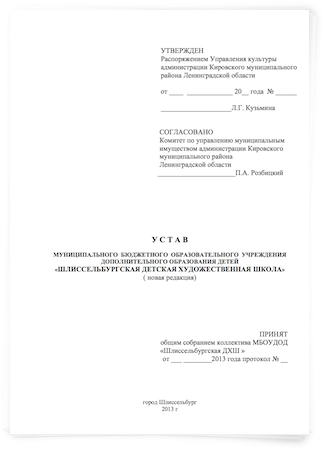 УТВЕРЖДЕН
Распоряжением Управления культуры
администрации Кировского муниципального
района Ленинградской области
от ____ ____________ 20__ года № ______
____________________Л.Г. Кузьмина
СОГЛАСОВАНО
Комитет по управлению муниципальным
имуществом администрации Кировского
муниципального района
Ленинградской области
______________________П.А. Розбицкий
У С Т А В
МУНИЦИПАЛЬНОГО БЮДЖЕТНОГО ОБРАЗОВАТЕЛЬНОГО УЧРЕЖДЕНИЯ
ДОПОЛНИТЕЛЬНОГО ОБРАЗОВАНИЯ ДЕТЕЙ
«ШЛИССЕЛЬБУРГСКАЯ ДЕТСКАЯ ХУДОЖЕСТВЕННАЯ ШКОЛА»
( новая редакция)
ПРИНЯТ
общим собранием коллектива МБОУДОД
«Шлиссельбургская ДХШ »
от ___ ________2013 года протокол № __
город Шлиссельбург
2013 г